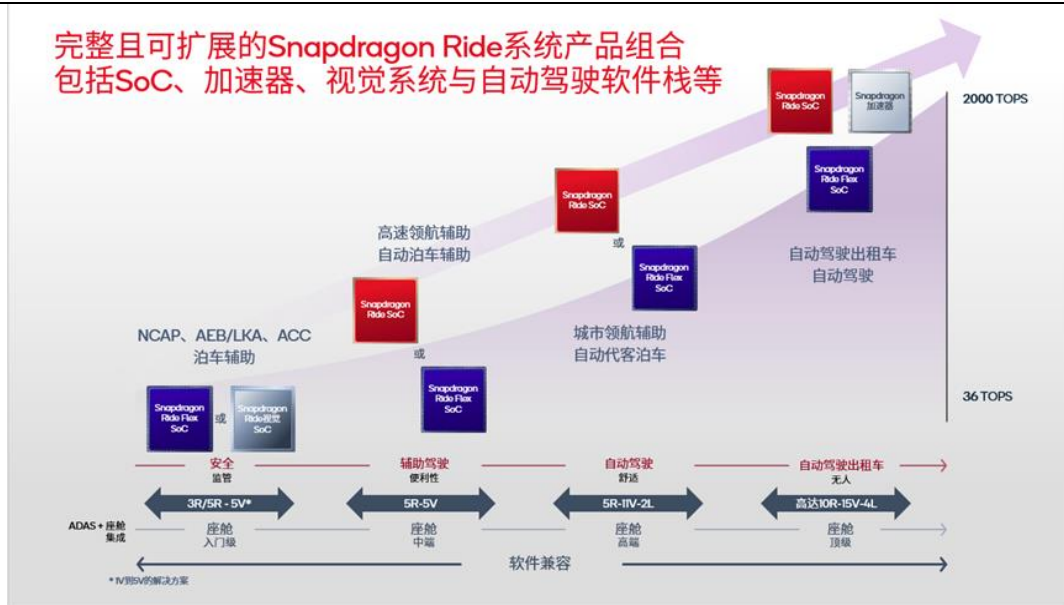 完整且可扩展的Snapdragon Ride系统产品组合
包括SoC、加速器、视觉系统与自动驾驶软件栈等
Snapdragon
Ride SoC
Snapdragon
加速器
2000 TOPS
Snapdragon
Ride Flex
SoC
自动驾驶出租车
自动驾驶
Snapdragon
Ride SoC
或
Snapdragon
Ride Flex
SoC
城市领航辅助
自动代客泊车
高速领航辅助
自动泊车辅助
Snapdragon
Ride SoC
或
Snapdragon
Ride Flex
SoC
NCAP、AEB/LKA、ACC
泊车辅助
Snapdragon
Ride Flex
SoC
或
Snapdragon
Ride视觉
SoC
36 TOPS
安全
监管
辅助驾驶
便利性
自动驾驶
舒适
自动驾驶出租车
无人
3R/5R - 5V*
5R-5V
5R-11V-2L
高达10R-15V-4L
ADAS + 座舱
集成
座舱
入门级
座舱
中端
座舱
高端
座舱
顶级
软件兼容
* 1V到5V的解决方案